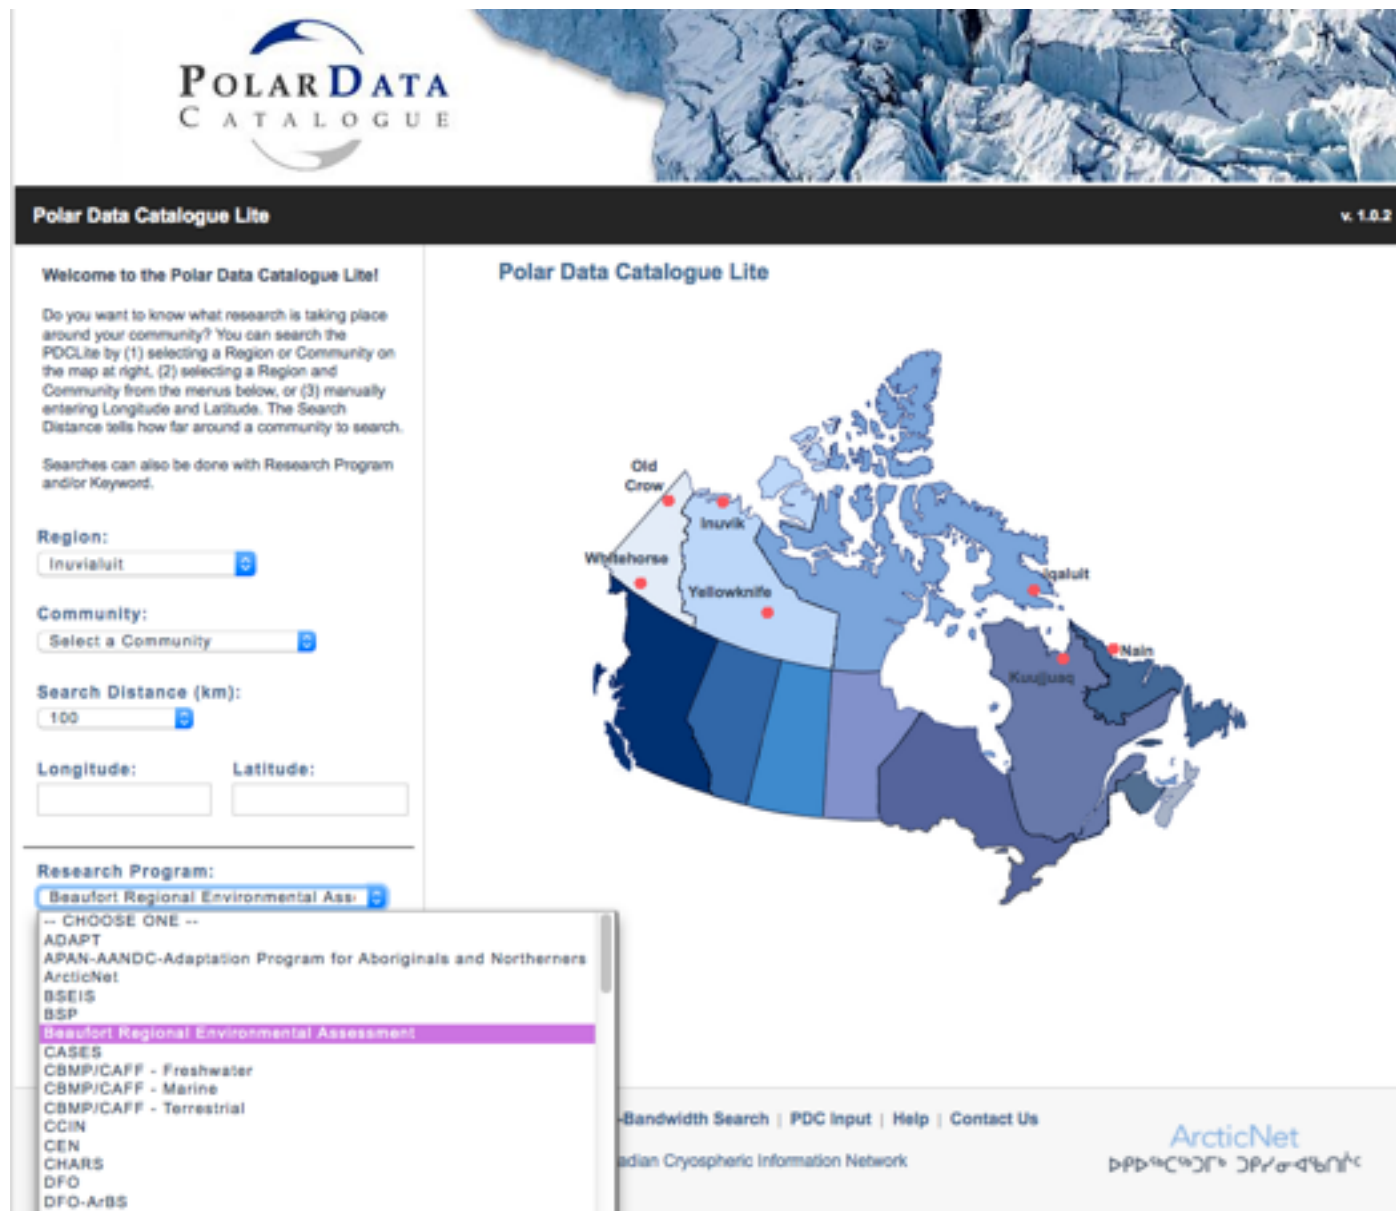 POLAR DATA
CATALOGUE
Polar Data Catalogue Lite
v. 1.0.2
Welcome to the Polar Data Catalogue Lite!
Do you want to know what research is taking place
around your community? You can search the
PDCLite by (1) selecting a Region or Community on
the map at right, (2) selecting a Region and
Community from the menus below, or (3) manually
entering Longitude and Latitude. The Search
Distance tells how far around a community to search.
Searches can also be done with Research Program
and/or Keyword.
Region:
Inuvialuit
Community:
Select a Community
Search Distance (km):
100
Longitude: Latitude:
Research Program:
Beaufort Regional Environmental Ass
-- CHOOSE ONE --
ADAPT
APAN-AANDC-Adaptation Program for Aboriginals and Northerners
ArcticNet
BSEIS
BSP
Beaufort Regional Environmental Assessment
CASES
CBMP/CAFF - Freshwater
CBMP/CAFF - Marine
CBMP/CAFF - Terrestrial
CCIN
CEN
CHARS
DFO
DFO-ArBS
Polar Data Catalogue Lite
Old
Crow
Inuvik
Whitehorse
Yellowknife
Iqaluit
Nain
Kuujjuaq
-Bandwidth Search | PDC Input | Help | Contact Us
adian Cryospheric Information Network
ArcticNet
ᐅᑭᐅᖅᑕᖅᑐᒥᒃ ᑐᑭᓯᓂᐊᖃᑎᒌᑦ